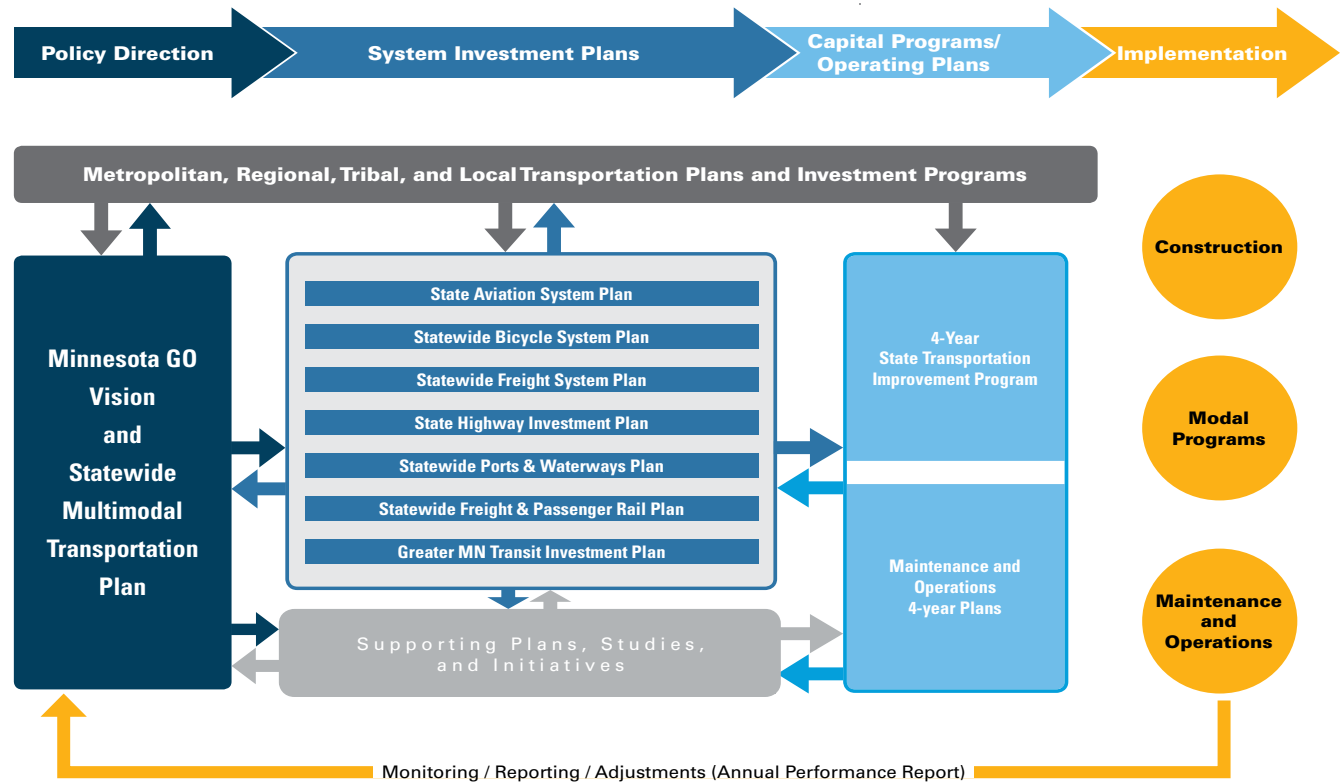 Policy Direction
System Investment Plans
Capital Programs/
Operating Plans
Implementation
Metropolitan, Regional, Tribal, and Local Transportation Plans and Investment Programs
Minnesota GO
Vision
and
Statewide
Multimodal
Transportation
Plan
State Aviation System Plan
Statewide Bicycle System Plan
Statewide Freight System Plan
State Highway Investment Plan
Statewide Ports & Waterways Plan
Statewide Freight & Passenger Rail Plan
Greater MN Transit Investment Plan
Supporting Plans, Studies,
and Initiatives
4-Year
State Transportation
Improvement Program
Maintenance and
Operations
4-year Plans
Construction
Modal
Programs
Maintenance
and
Operations
Monitoring / Reporting / Adjustments (Annual Performance Report)